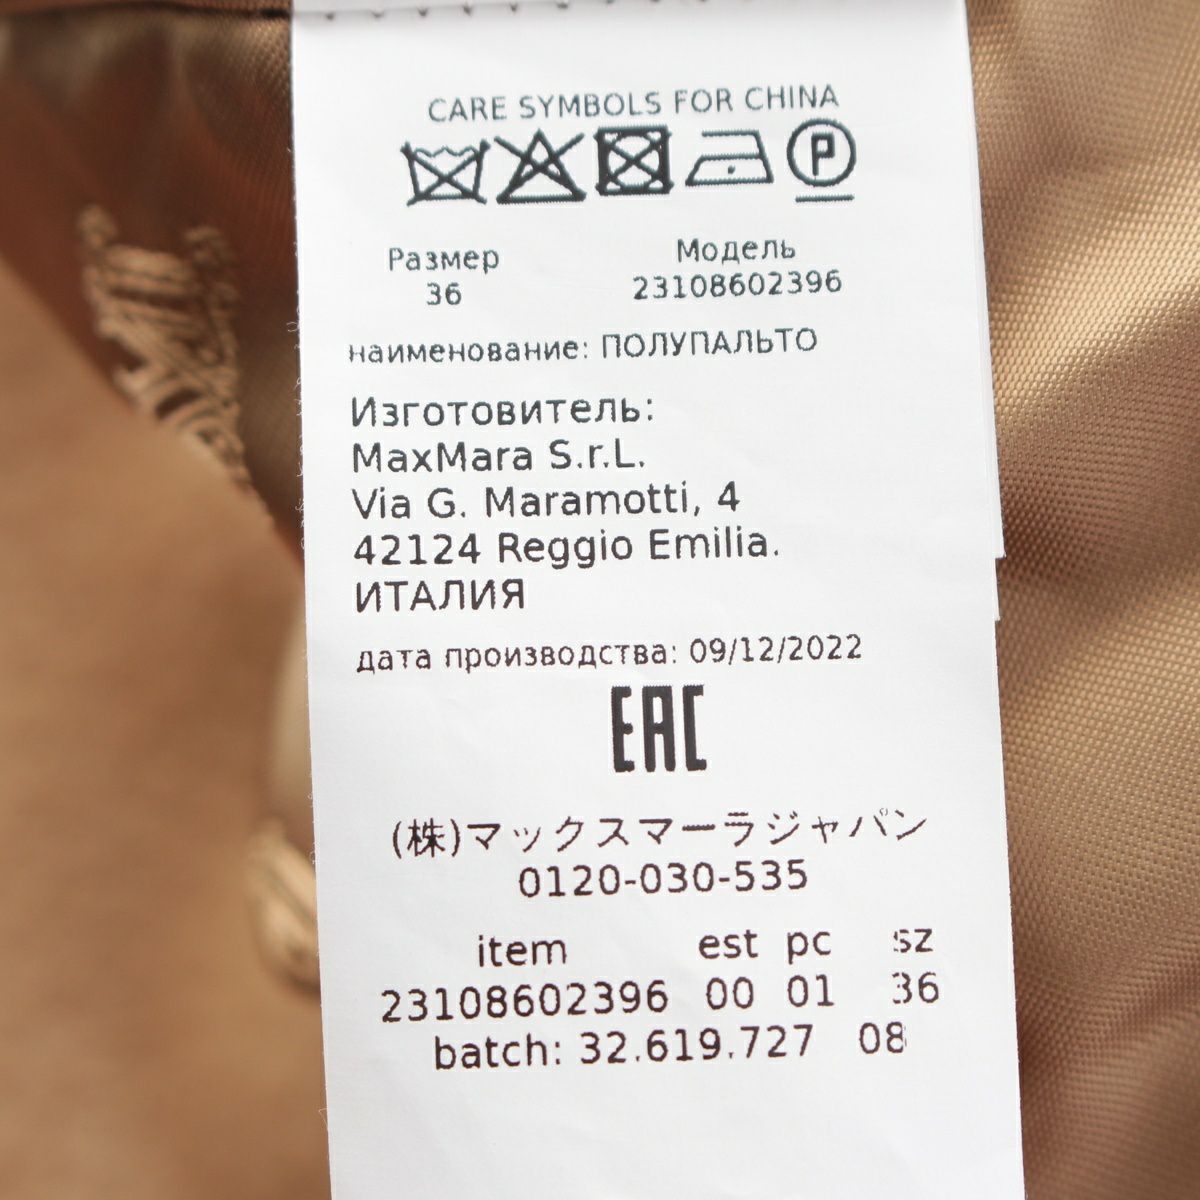 CARE SYMBOLS FOR CHINA
P
Размер Модель
36 23108602396
наименование: ПОЛУПАЛЬТО
Изготовитель:
MaxMara S.r.L.
Via G. Maramotti, 4
42124 Reggio Emilia.
ИТАЛИЯ
дата производства: 09/12/2022
EAC
(株)マックスマーラジャパン
0120-030-535
item est pc sz
23108602396 00 01 36
batch: 32.619.727 08